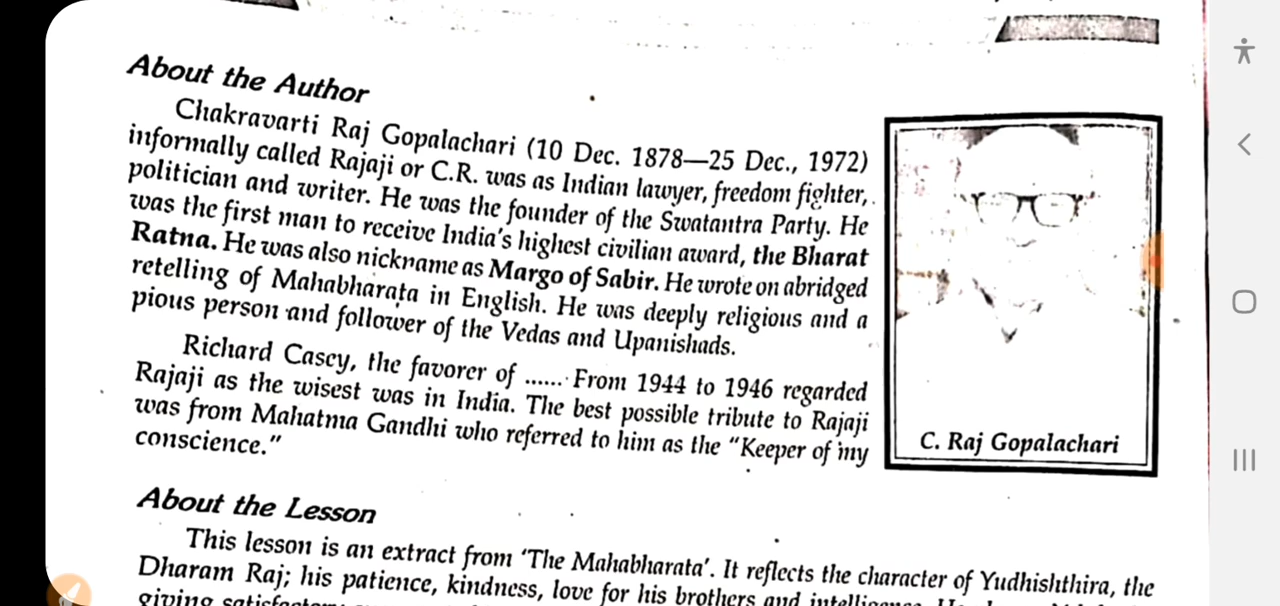 About the Author
Chakravarti Raj Gopalachari (10 Dec. 1878—25 Dec., 1972)
informally called Rajaji or C.R. was as Indian lawyer, freedom fighter,
politician and writer. He was the founder of the Swatantra Party. He
was the first man to receive India's highest civilian award, the Bharat
Ratna. He was also nickname as Margo of Sabir. He wrote on abridged
retelling of Mahabharata in English. He was deeply religious and a
pious person and follower of the Vedas and Upanishads.
Richard Casey, the favorer of ...... From 1944 to 1946 regarded
Rajaji as the wisest was in India. The best possible tribute to Rajaji
was from Mahatma Gandhi who referred to him as the "Keeper of my
conscience."
C. Raj Gopalachari
About the Lesson
This lesson is an extract from 'The Mahabharata'. It reflects the character of Yudhishthira, the
Dharam Raj; his patience, kindness, love for his brothers and intelligence.
giving